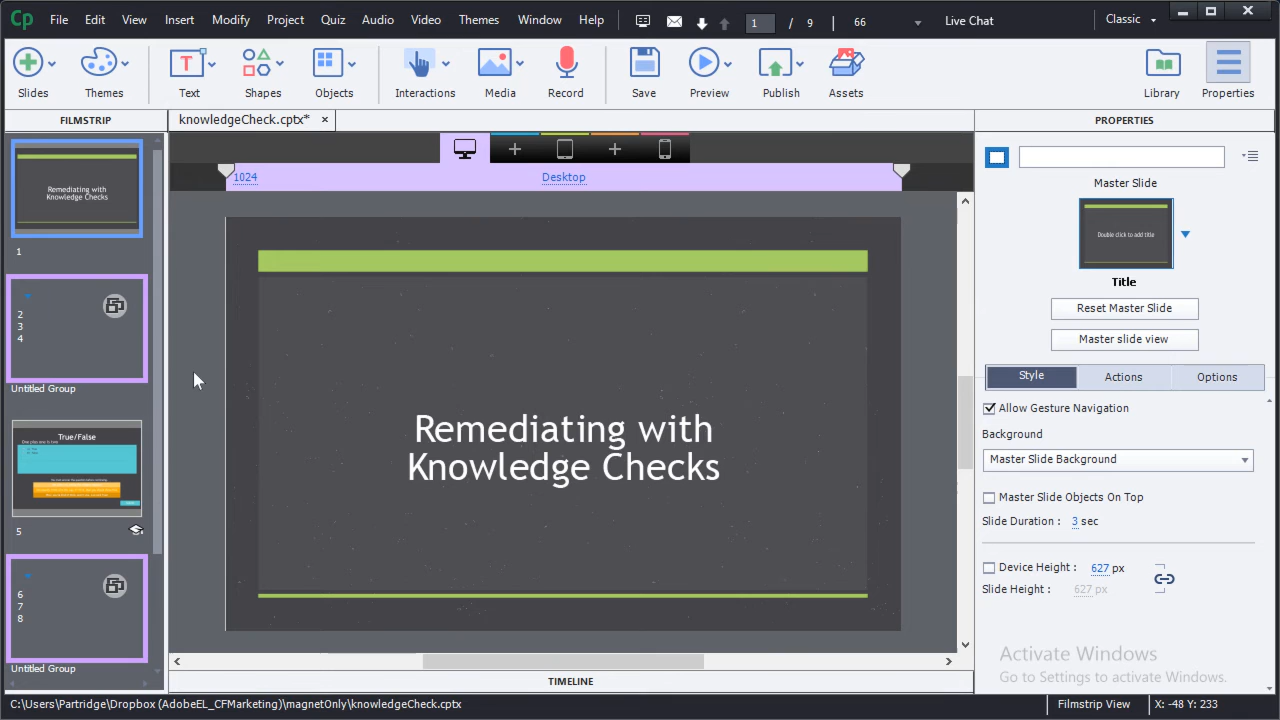 Cp File Edit View Insert Modify Project Quiz Audio Video Themes Window Help 1 / 9 66 Live Chat Classic
Slides Themes Text Shapes Objects Interactions Media Record Save Preview Publish Assets Library Properties
FILMSTRIP
knowledgeCheck.cptx* ×
PROPERTIES
1024
Desktop
Remediating with
Knowledge Checks
1
2
3
4
Untitled Group
True/False
One plus one is two.
5
6
7
8
Untitled Group
Remediating with
Knowledge Checks
Master Slide
Double click to add title
Title
Reset Master Slide
Master slide view
Style Actions Options
Allow Gesture Navigation
Background
Master Slide Background
Master Slide Objects On Top
Slide Duration : 3 sec
Device Height : 627 px
Slide Height : 627 px
Activate Windows
Go to Settings to activate Windows.
TIMELINE
C:\Users\Partridge\Dropbox (AdobeEL_CFMarketing)\magnetOnly\knowledgeCheck.cptx
Filmstrip View
X: -48 Y: 233